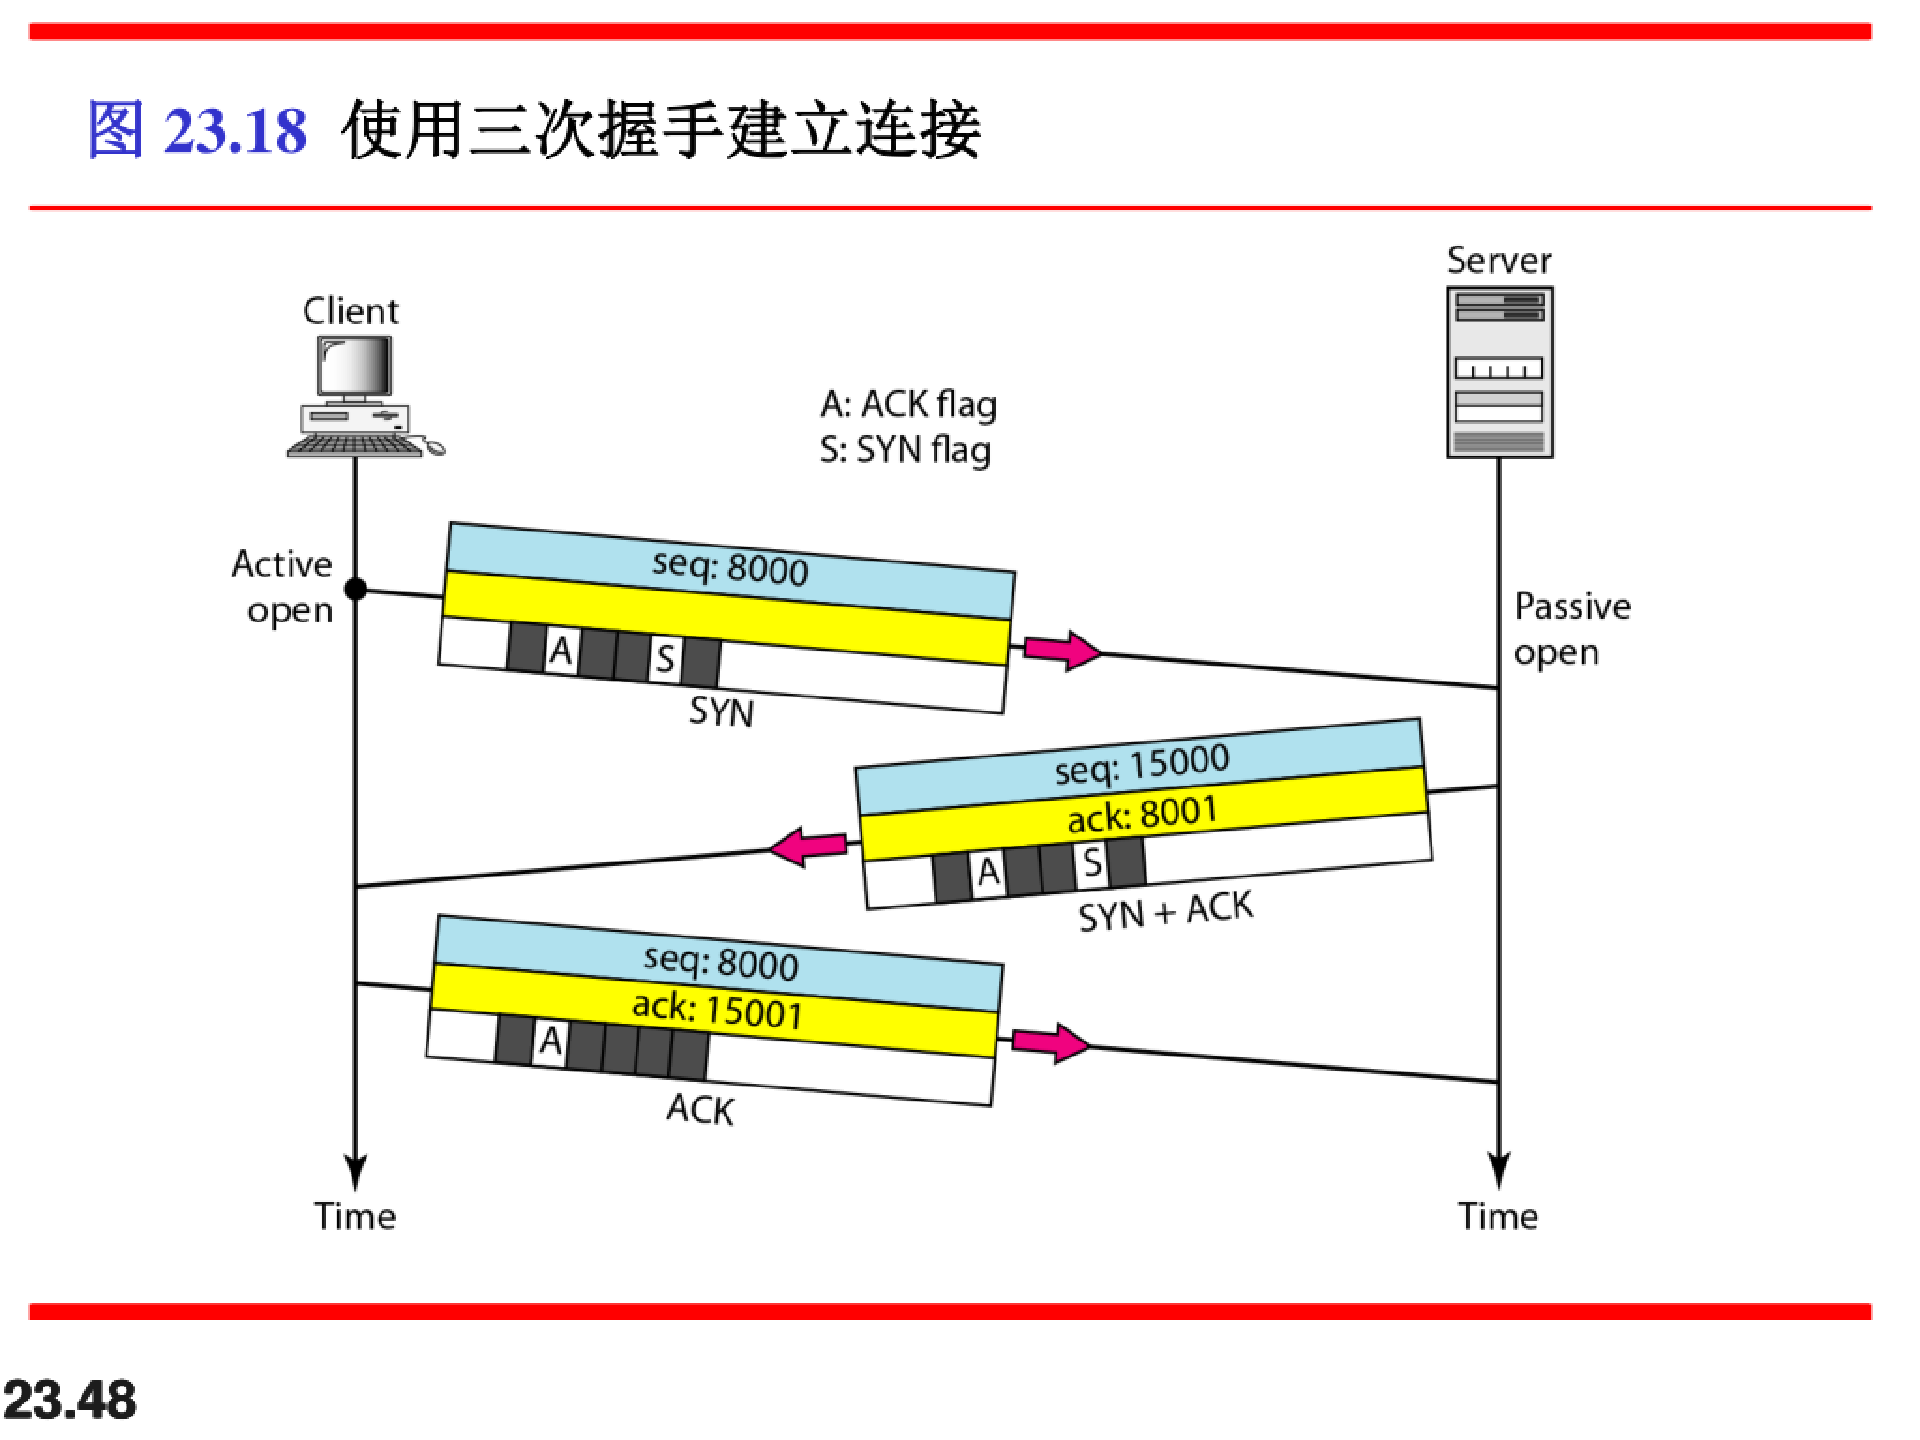 图 23.18 使用三次握手建立连接
Server
Client
A: ACK flag
S: SYN flag
Active
open
seq: 8000
A S
SYN
Passive
open
seq: 15000
ack: 8001
A S
SYN + ACK
seq: 8000
ack: 15001
A
ACK
Time
Time
23.48